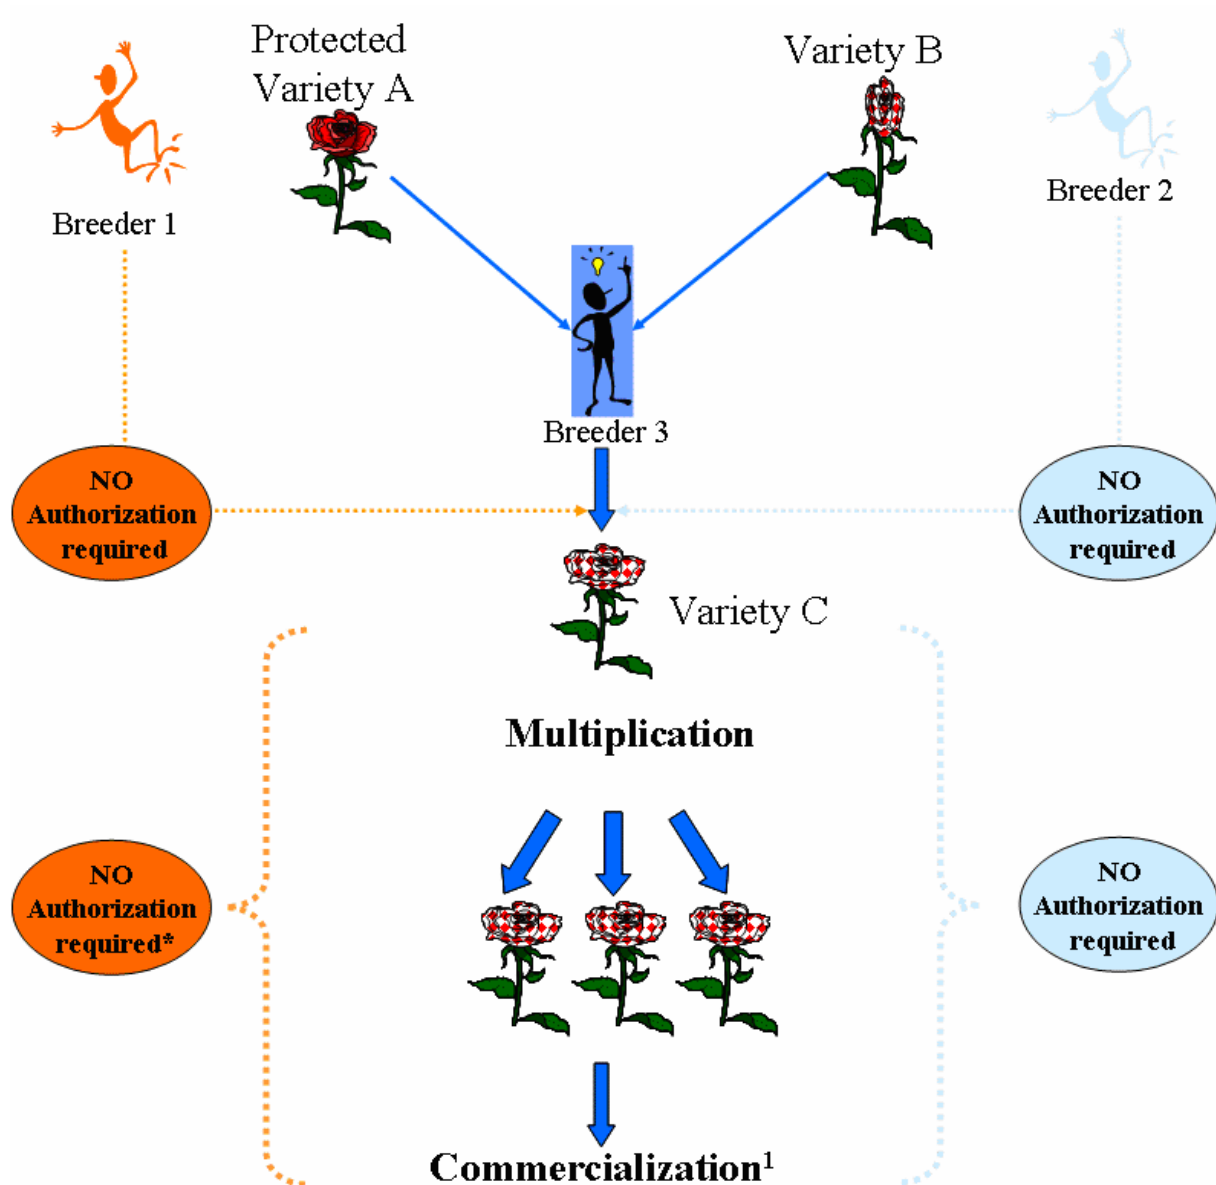 Protected
Variety A
Variety B
Breeder 1
Breeder 2
Breeder 3
NO
Authorization
required
NO
Authorization
required
Variety C
Multiplication
NO
Authorization
required*
NO
Authorization
required
Commercialization¹